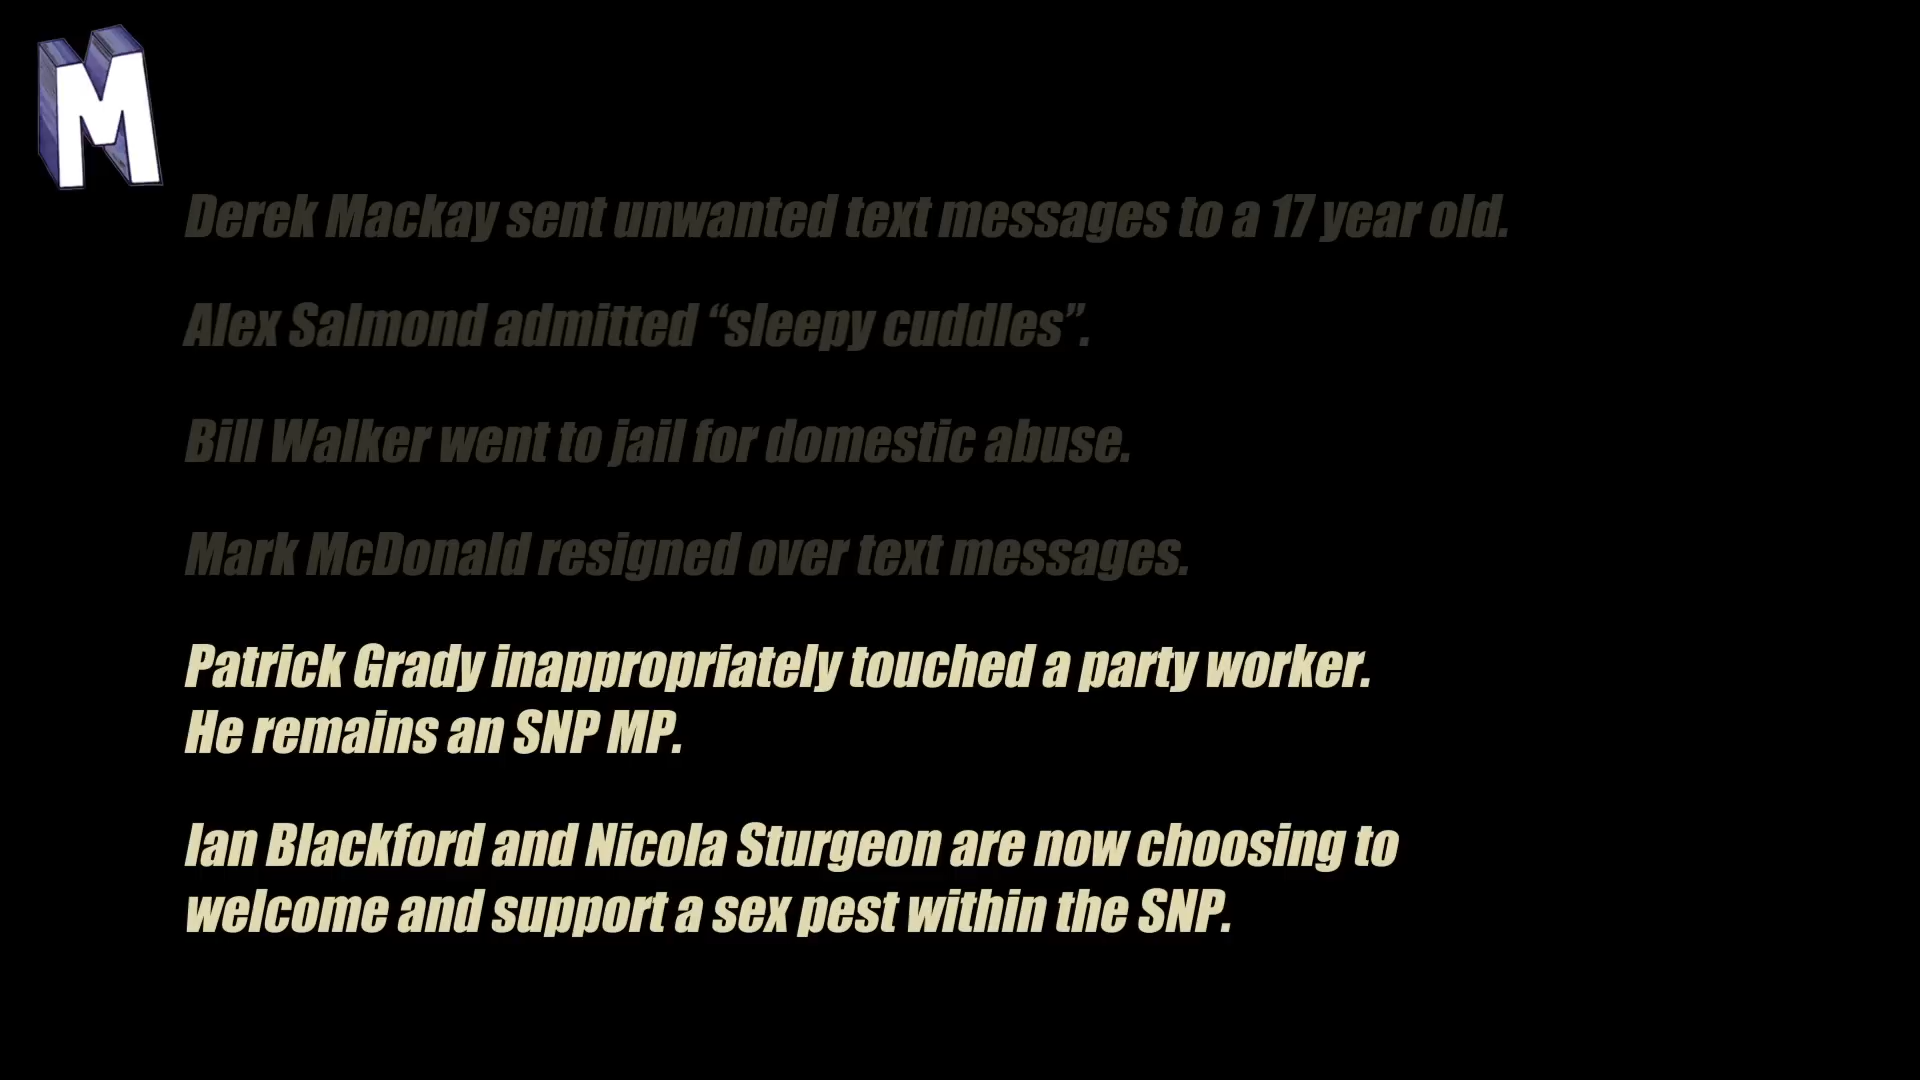 M
Derek Mackay sent unwanted text messages to a 17 year old.
Alex Salmond admitted “sleepy cuddles”.
Bill Walker went to jail for domestic abuse.
Mark McDonald resigned over text messages.
Patrick Grady inappropriately touched a party worker.
He remains an SNP MP.
Ian Blackford and Nicola Sturgeon are now choosing to
welcome and support a sex pest within the SNP.